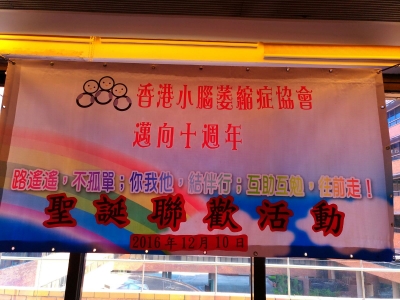 香港小腦萎縮症協會
邁向十週年
路遙遙，不孤單；你我他，結伴行；互助互勉，往前走！
聖誕聯歡活動
2016年12月10日